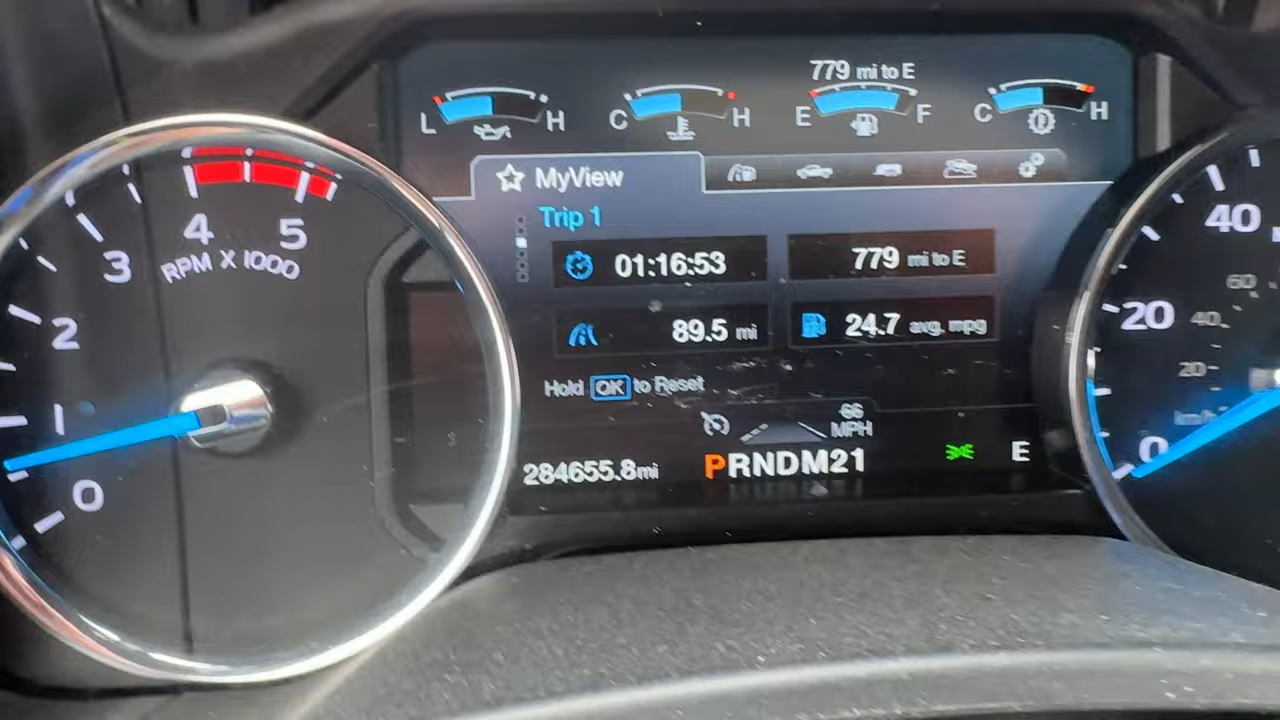 779 mi to E
L H C H E F C H
MyView
Trip 1
01:16:53
779 mi to E
89.5 mi
24.7 avg. mpg
Hold OK to Reset
66
MPH
284655.8mi
PRNDM21
E
0 1 2 3 4 5
RPM X 1000
0 20 40
20 40 60
km/h